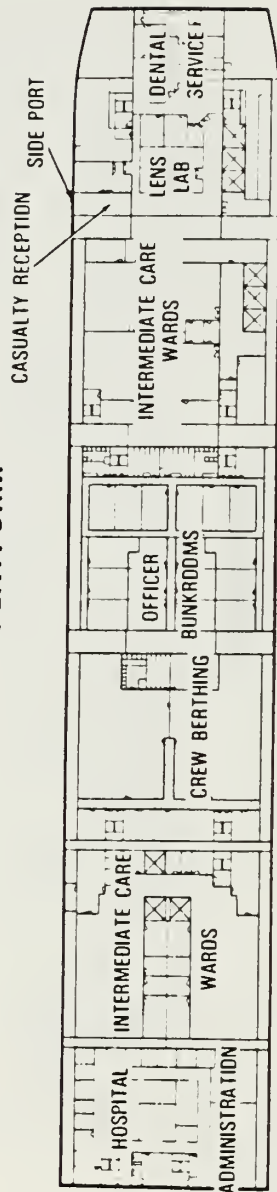 CASUALTY RECEPTION
SIDE PORT
HOSPITAL
ADMINISTRATION
INTERMEDIATE CARE
WARDS
CREW BERTHING
OFFICER
BUNKROOMS
INTERMEDIATE CARE
WARDS
LENS
LAB
DENTAL
SERVICE